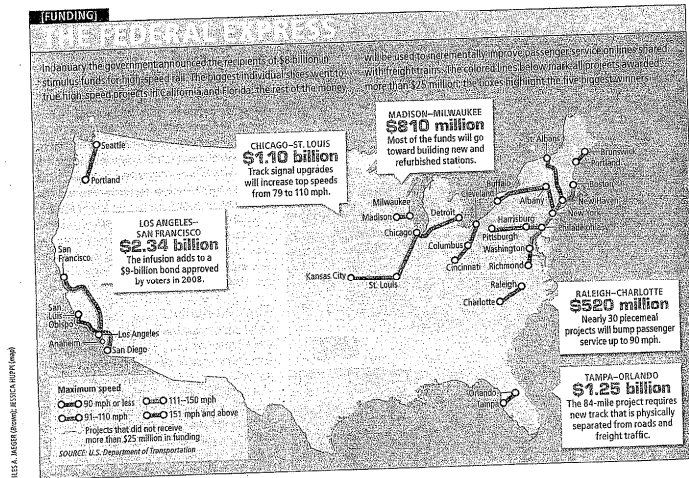 [FUNDING]
THE FEDERAL EXPRESS
In January the government announced the recipients of $8 billion in
stimulus funds for high-speed rail. The biggest individual slices went to
true high-speed projects in California and Florida; the rest of the money
will be used to incrementally improve passenger service on lines shared
with freight trains. The colored lines below mark all projects awarded
more than $25 million; the boxes highlight the five biggest winners.
MADISON–MILWAUKEE
$810 million
Most of the funds will go
toward building new and
refurbished stations.
CHICAGO–ST. LOUIS
$1.10 billion
Track signal upgrades
will increase top speeds
from 79 to 110 mph.
LOS ANGELES–
SAN FRANCISCO
$2.34 billion
The infusion adds to a
$9-billion bond approved
by voters in 2008.
RALEIGH–CHARLOTTE
$520 million
Nearly 30 piecemeal
projects will bump passenger
service up to 90 mph.
TAMPA–ORLANDO
$1.25 billion
The 84-mile project requires
new track that is physically
separated from roads and
freight traffic.
Seattle
Portland
San
Francisco
San
Luis
Obispo
Anaheim
Los Angeles
San Diego
Milwaukee
Madison
Chicago
Detroit
Kansas City
St. Louis
Cleveland
Columbus
Cincinnati
St. Albans
Brunswick
Portland
Boston
Buffalo
Albany
New Haven
New York
Harrisburg
Philadelphia
Pittsburgh
Washington
Richmond
Raleigh
Charlotte
Orlando
Tampa
Maximum speed
90 mph or less
111–150 mph
91–110 mph
151 mph and above
Projects that did not receive
more than $25 million in funding
SOURCE: U.S. Department of Transportation
JESSICA HUPPI (map)